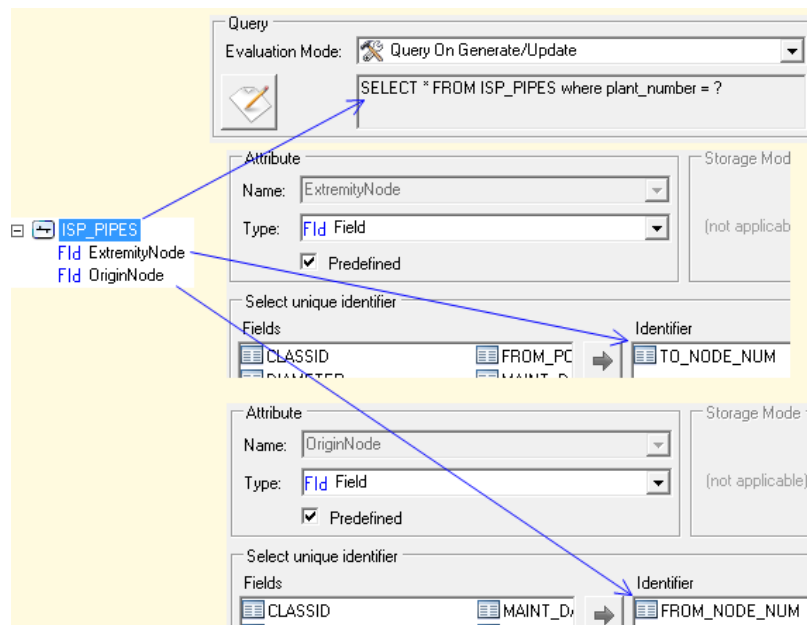 Query
Evaluation Mode: Query On Generate/Update
SELECT * FROM ISP_PIPES where plant_number = ?
Attribute
Storage Mod
Name: ExtremityNode
Type: Fld Field
(not applicab
Predefined
ISP_PIPES
Fld ExtremityNode
Fld OriginNode
Select unique identifier
Fields
Identifier
CLASSID
FROM_PC
TO_NODE_NUM
Attribute
Storage Mode
Name: OriginNode
Type: Fld Field
(not applicable)
Predefined
Select unique identifier
Fields
Identifier
CLASSID
MAINT_D
FROM_NODE_NUM